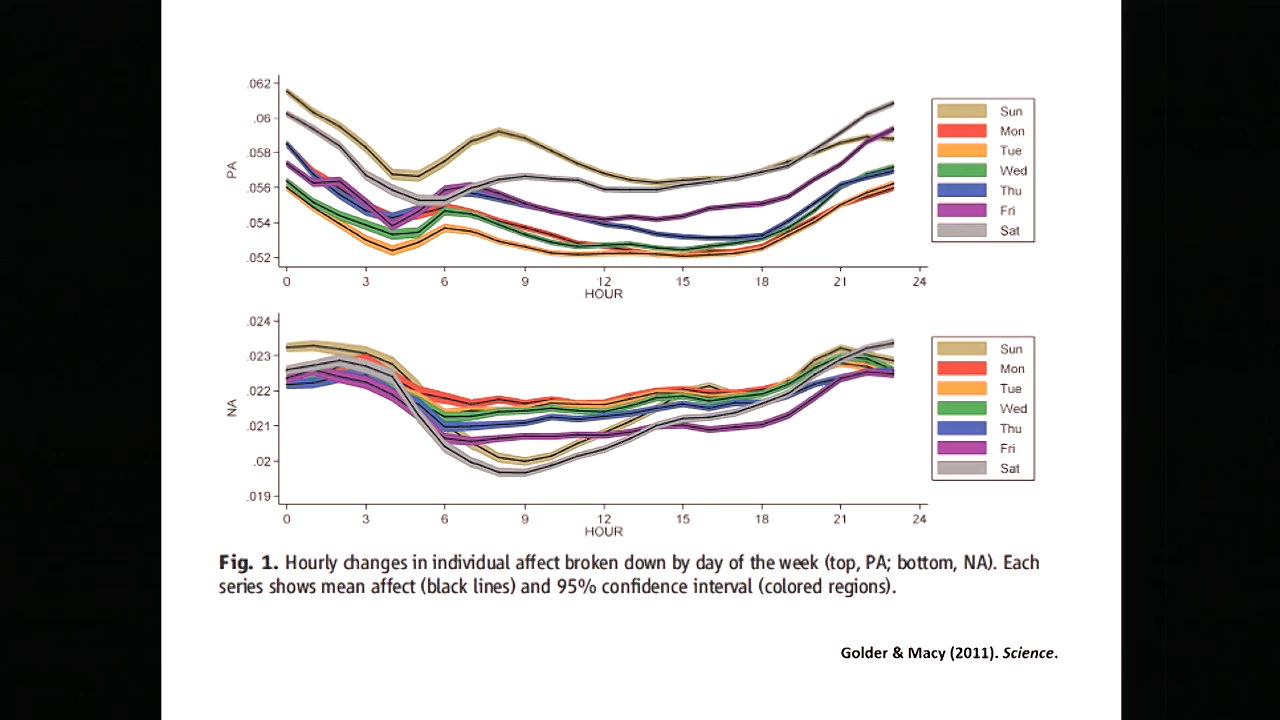 .062
.06
.058
.056
.054
.052
PA
0 3 6 9 12 15 18 21 24
HOUR
Sun
Mon
Tue
Wed
Thu
Fri
Sat
.024
.023
.022
.021
.02
.019
NA
0 3 6 9 12 15 18 21 24
HOUR
Sun
Mon
Tue
Wed
Thu
Fri
Sat
Fig. 1. Hourly changes in individual affect broken down by day of the week (top, PA; bottom, NA). Each
series shows mean affect (black lines) and 95% confidence interval (colored regions).
Golder & Macy (2011). Science.